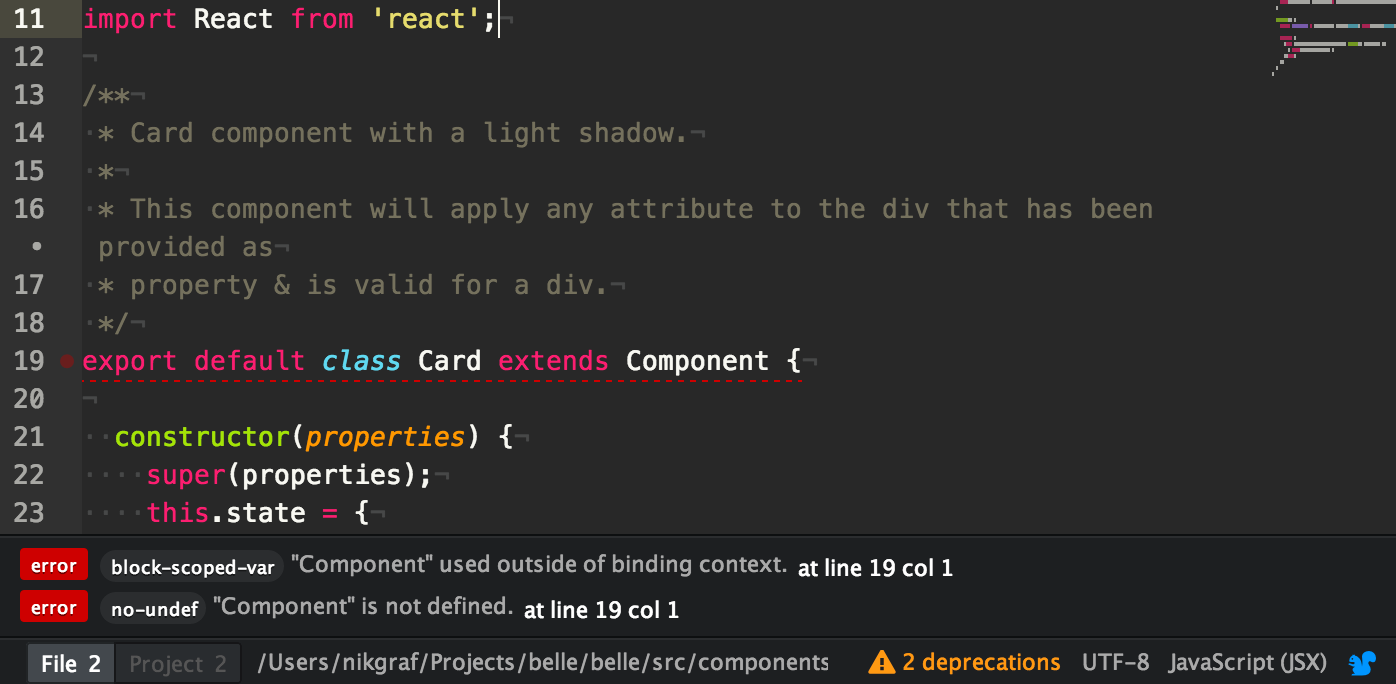 11 import React from 'react';¬
12 ¬
13 /**¬
14 ·* Card component with a light shadow.¬
15 ·*¬
16 ·* This component will apply any attribute to the div that has been
• provided as¬
17 ·* property & is valid for a div.¬
18 ·*/¬
19 export default class Card extends Component {¬
20 ¬
21 ··constructor(properties) {¬
22 ····super(properties);¬
23 ····this.state = {¬
error block-scoped-var "Component" used outside of binding context. at line 19 col 1
error no-undef "Component" is not defined. at line 19 col 1
File 2 Project 2 /Users/nikgraf/Projects/belle/belle/src/components 2 deprecations UTF-8 JavaScript (JSX)